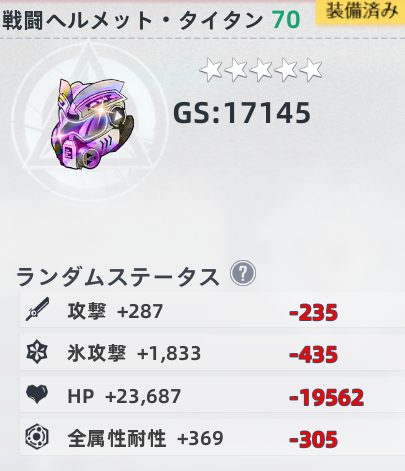 戦闘ヘルメット・タイタン 70
装備済み
GS:17145
ランダムステータス ?
攻撃 +287 -235
氷攻撃 +1,833 -435
HP +23,687 -19562
全属性耐性 +369 -305